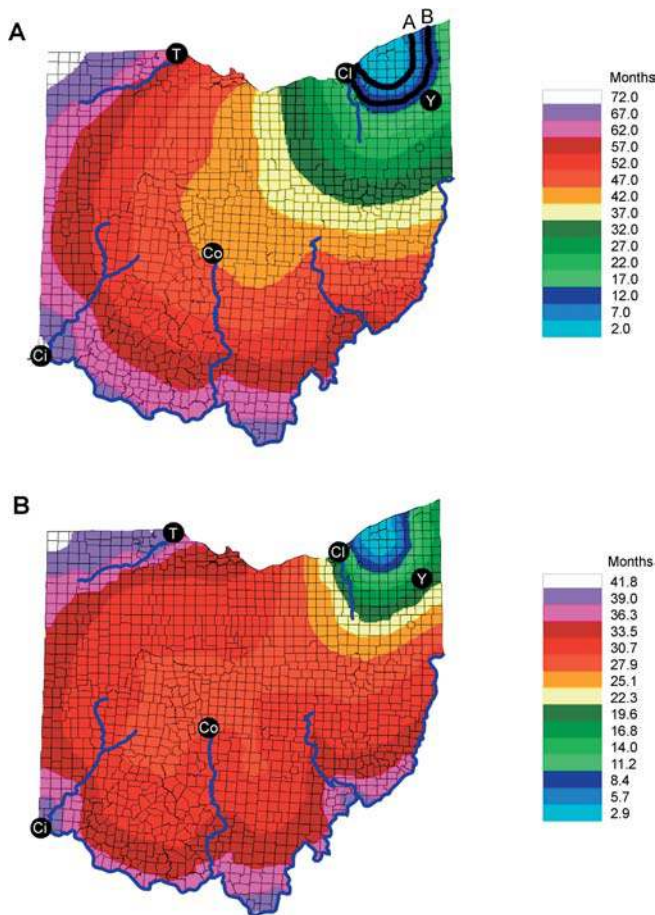 A
A B
T
Cl
Y
Co
Ci
Months
72.0
67.0
62.0
57.0
52.0
47.0
42.0
37.0
32.0
27.0
22.0
17.0
12.0
7.0
2.0
B
T
Cl
Y
Co
Ci
Months
41.8
39.0
36.3
33.5
30.7
27.9
25.1
22.3
19.6
16.8
14.0
11.2
8.4
5.7
2.9